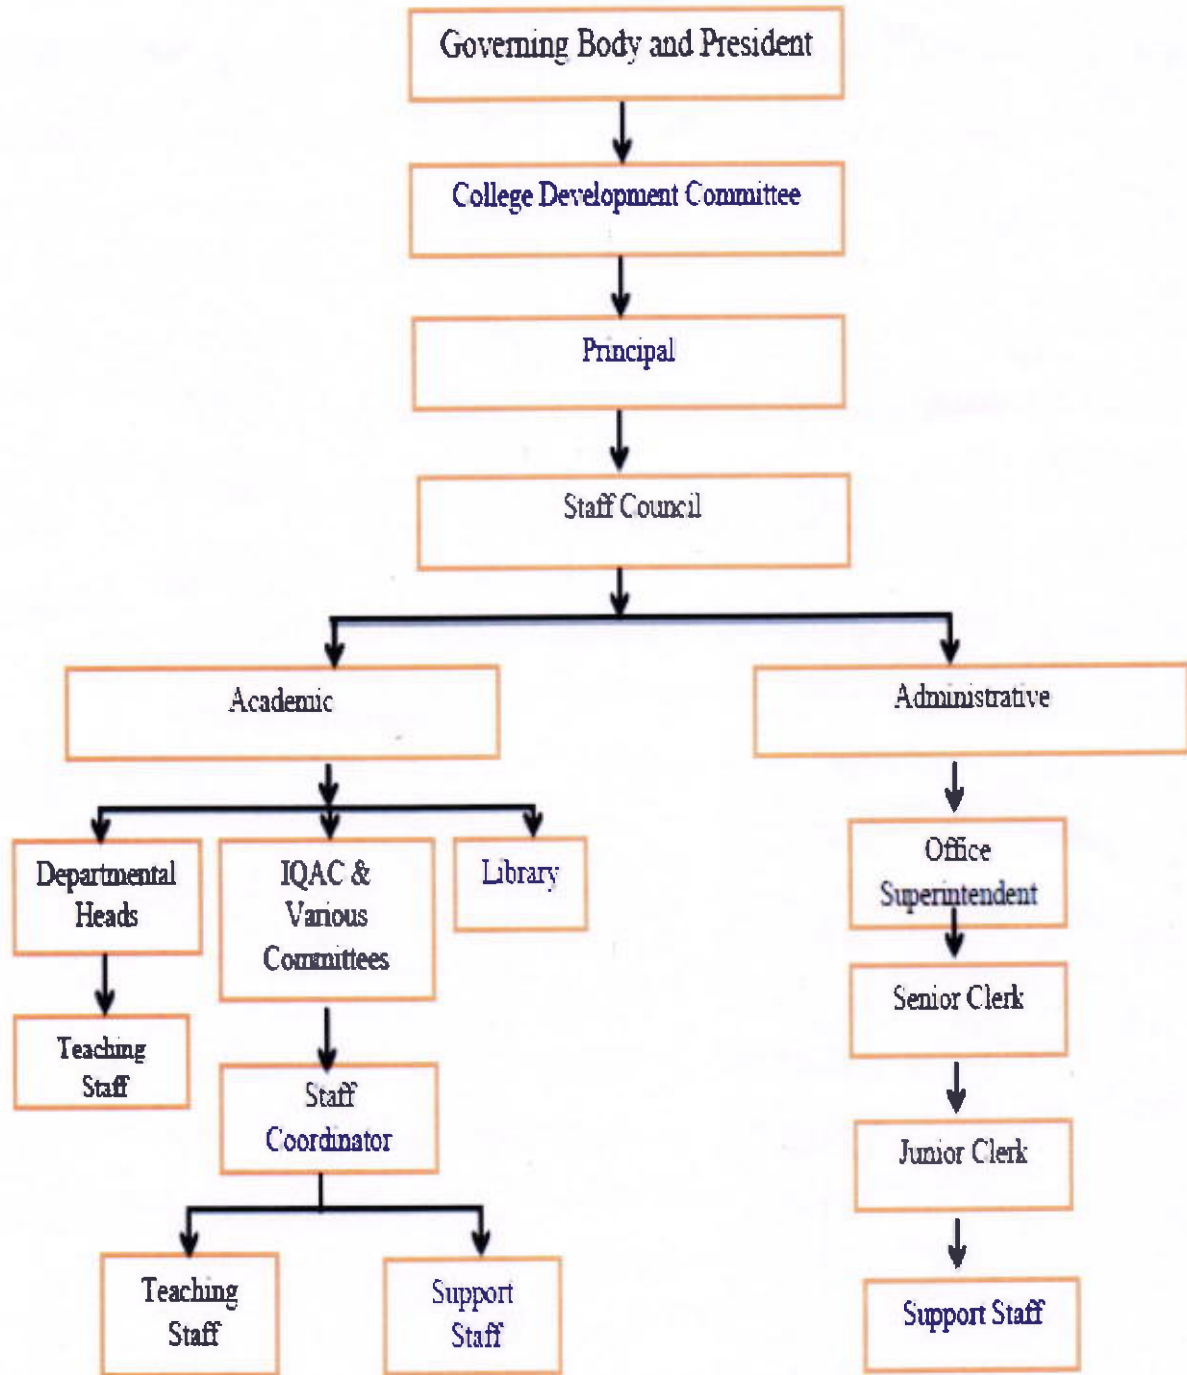 Governing Body and President
College Development Committee
Principal
Staff Council
Academic
Administrative
Departmental
Heads
IQAC &
Various
Committees
Library
Office
Superintendent
Teaching
Staff
Staff
Coordinator
Senior Clerk
Junior Clerk
Teaching
Staff
Support
Staff
Support Staff